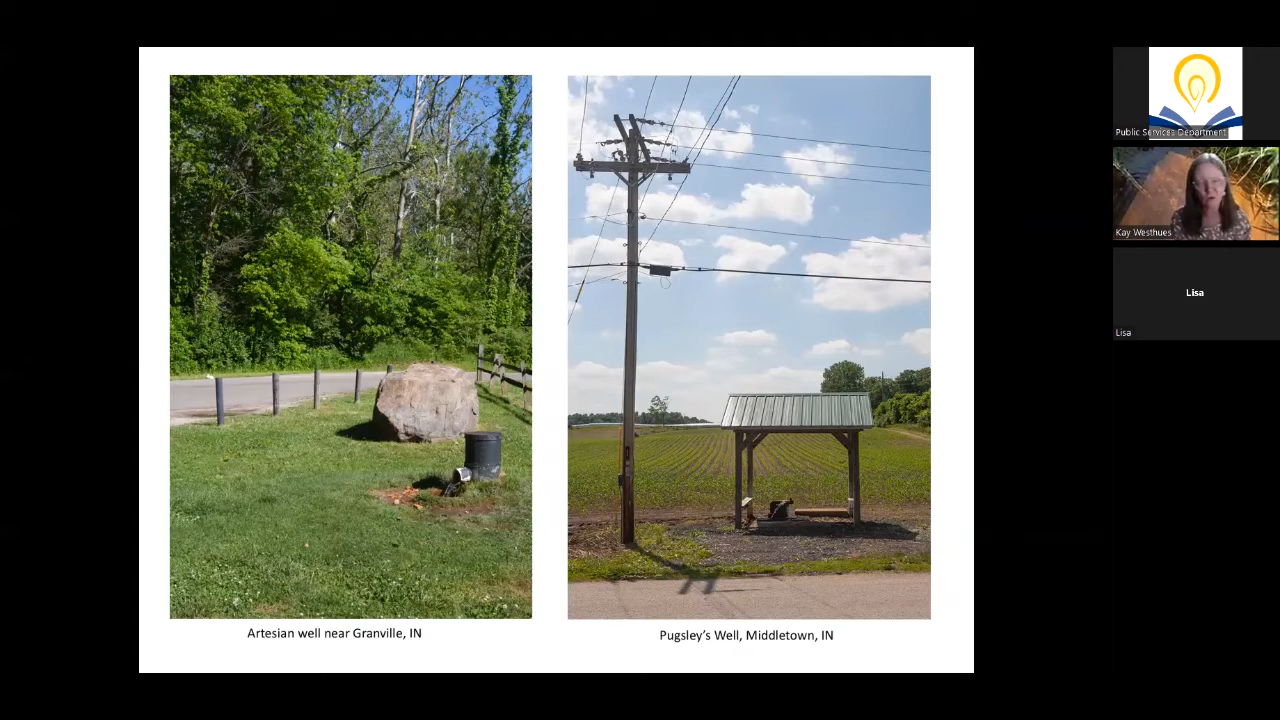 Artesian well near Granville, IN
Pugsley's Well, Middletown, IN
Public Services Department
Kay Westhues
Lisa
Lisa